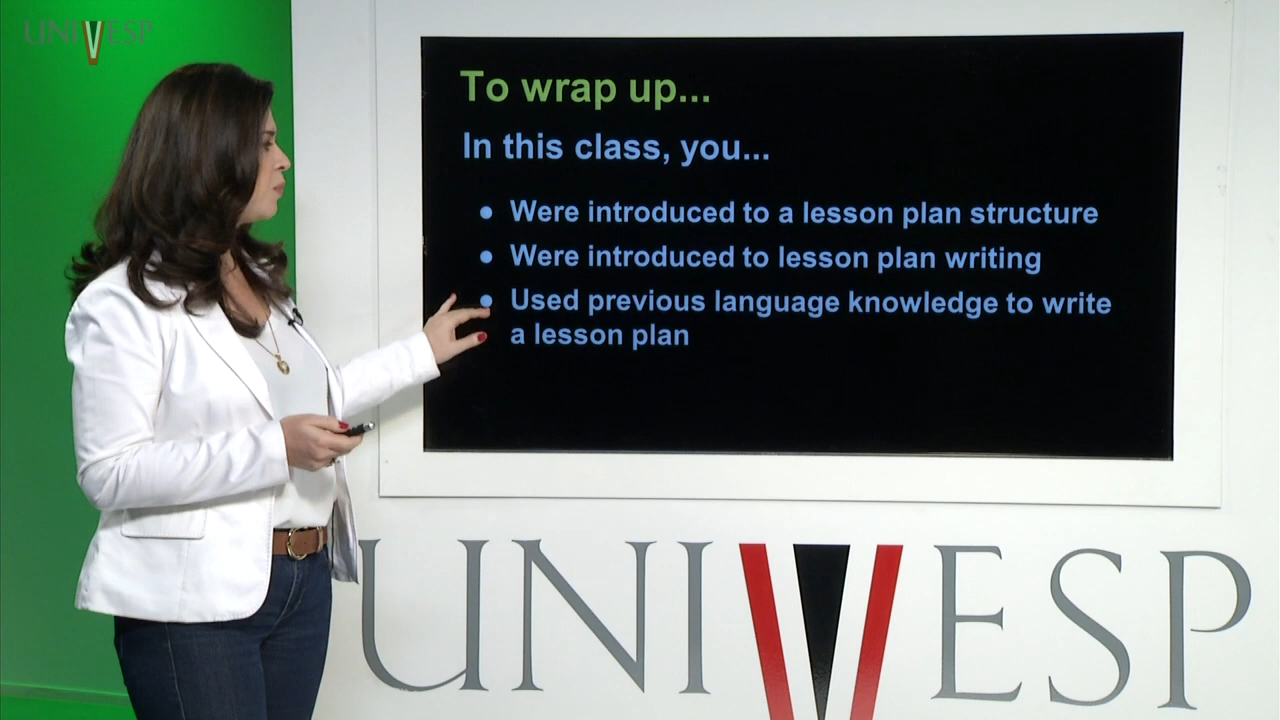 UNIVESP
To wrap up...
In this class, you...
● Were introduced to a lesson plan structure
● Were introduced to lesson plan writing
● Used previous language knowledge to write
a lesson plan
UNIVESP